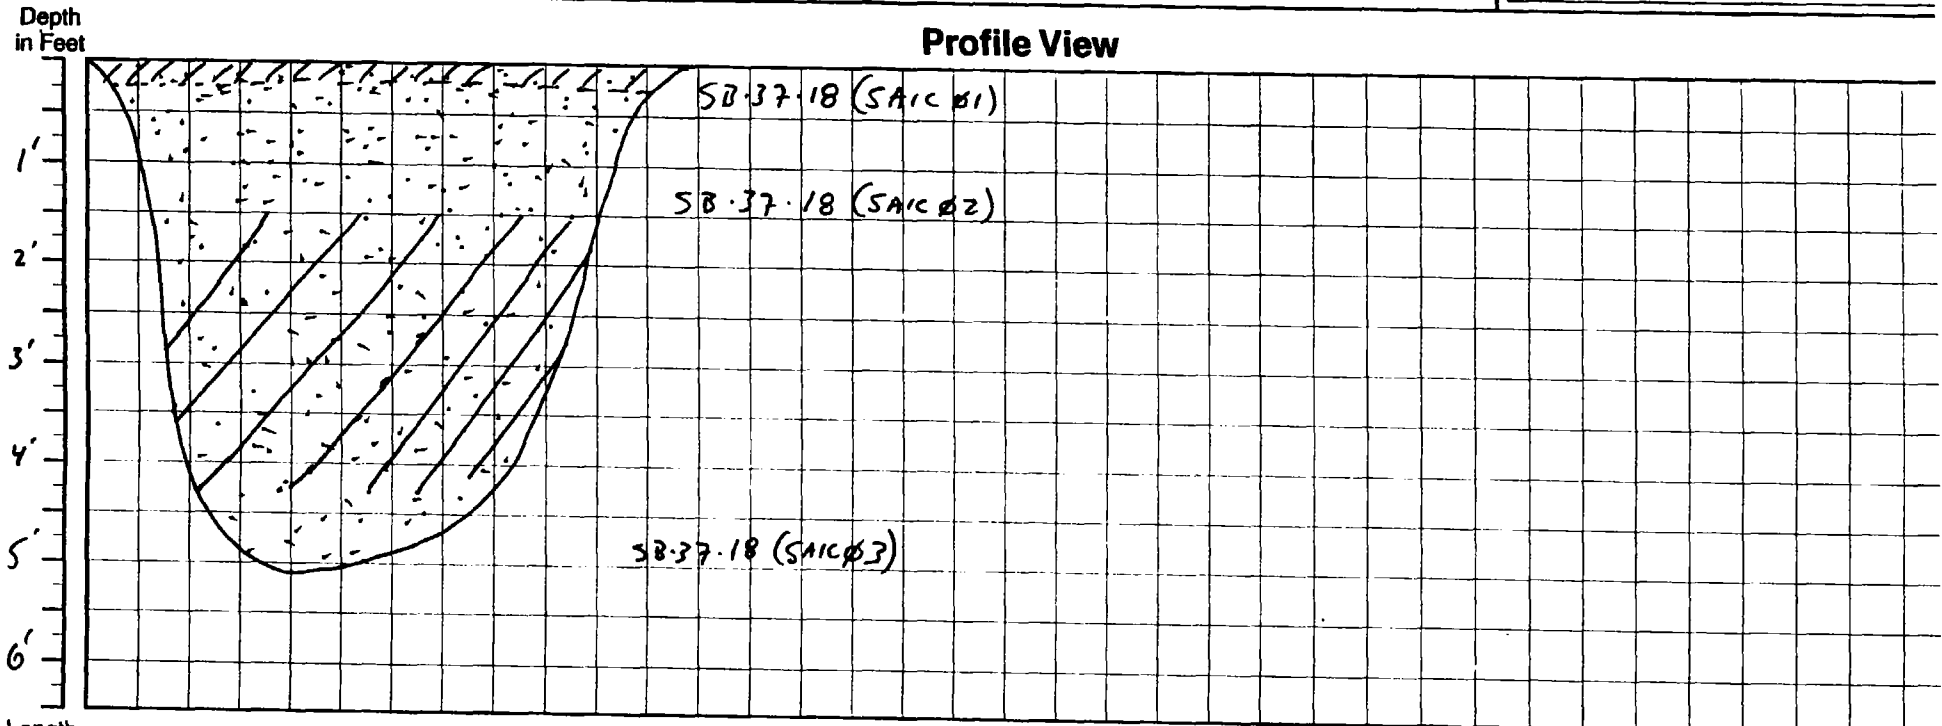 Depth
in Feet
Profile View
SB·37·18 (SAIC Ø1)
1'
SB·37·18 (SAIC Ø2)
2'
3'
4'
SB·37·18 (SAIC Ø3)
5'
6'
Length